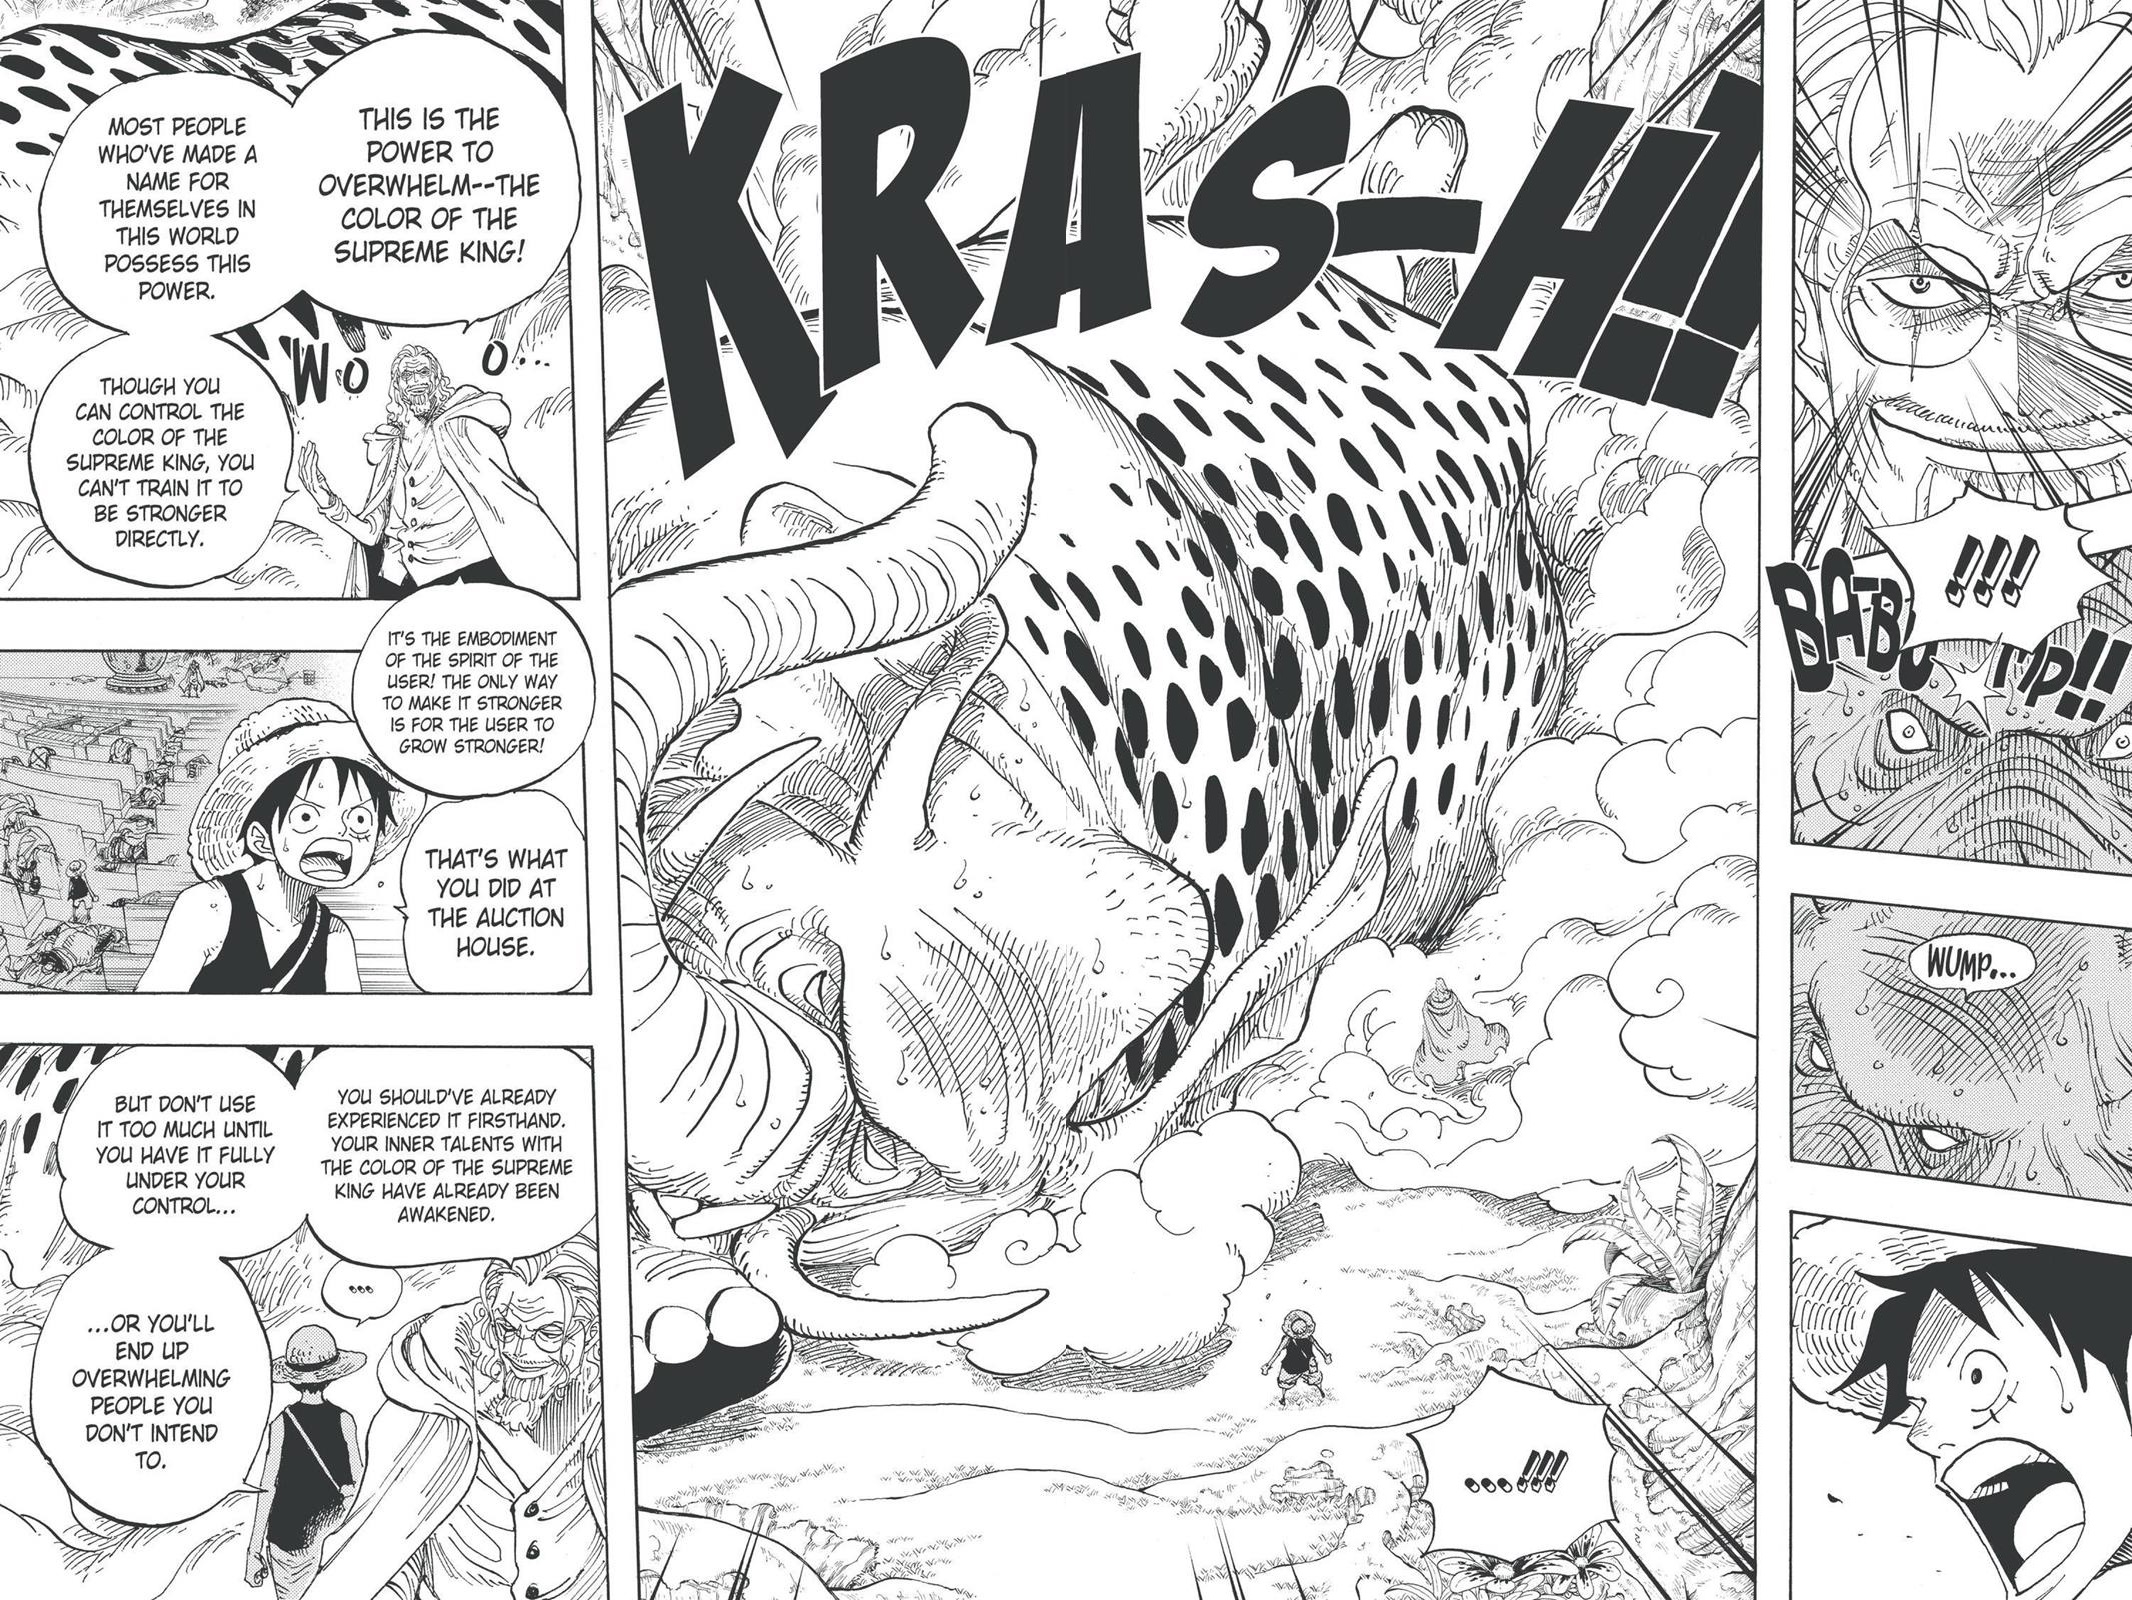 !!!
BA-BUMP!!
WUMP...
KRASH!!
...!!!
THIS IS THE
POWER TO
OVERWHELM--THE
COLOR OF THE
SUPREME KING!
MOST PEOPLE
WHO'VE MADE A
NAME FOR
THEMSELVES IN
THIS WORLD
POSSESS THIS
POWER.
WOO...
THOUGH YOU
CAN CONTROL THE
COLOR OF THE
SUPREME KING, YOU
CAN'T TRAIN IT TO
BE STRONGER
DIRECTLY.
IT'S THE EMBODIMENT
OF THE SPIRIT OF THE
USER! THE ONLY WAY
TO MAKE IT STRONGER
IS FOR THE USER TO
GROW STRONGER!
THAT'S WHAT
YOU DID AT
THE AUCTION
HOUSE.
YOU SHOULD'VE ALREADY
EXPERIENCED IT FIRSTHAND.
YOUR INNER TALENTS WITH
THE COLOR OF THE SUPREME
KING HAVE ALREADY BEEN
AWAKENED.
BUT DON'T USE
IT TOO MUCH UNTIL
YOU HAVE IT FULLY
UNDER YOUR
CONTROL...
...
...OR YOU'LL
END UP
OVERWHELMING
PEOPLE YOU
DON'T INTEND
TO.